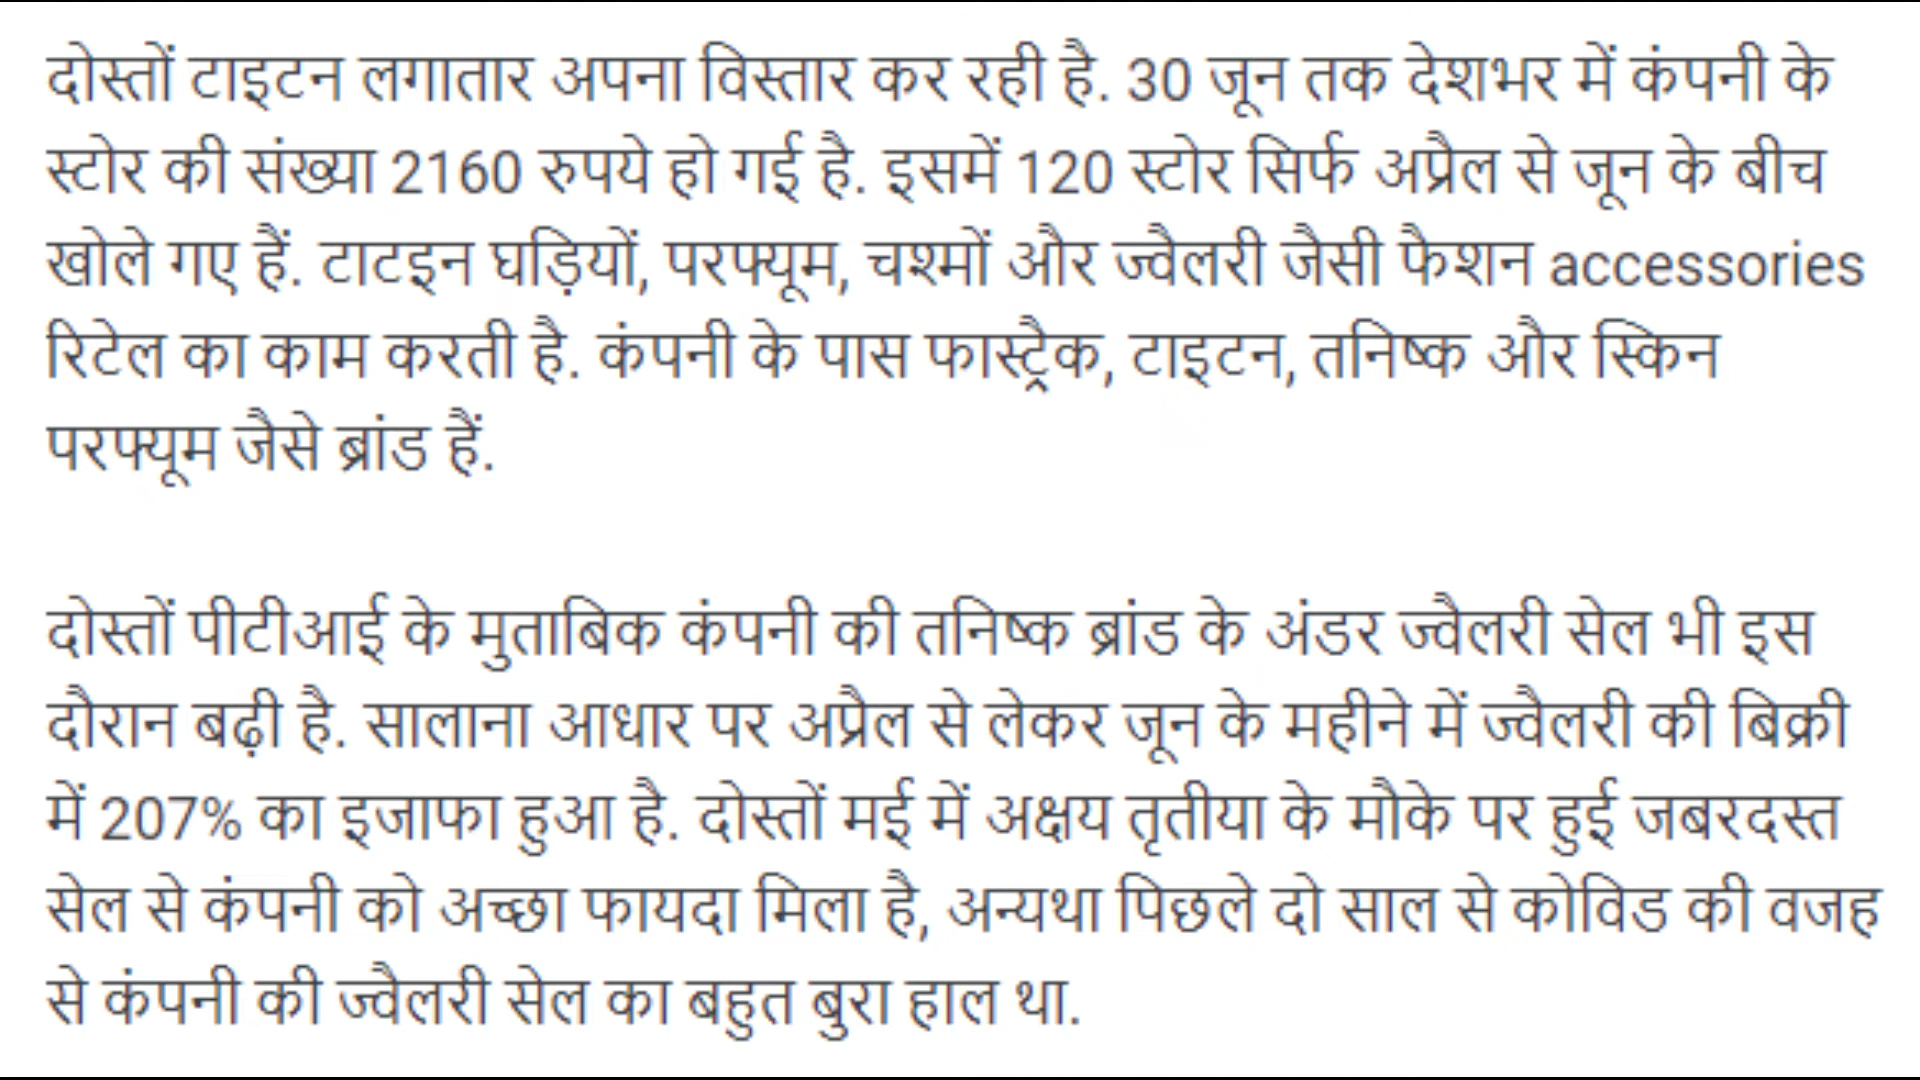 दोस्तों टाइटन लगातार अपना विस्तार कर रही है. 30 जून तक देशभर में कंपनी के
स्टोर की संख्या 2160 रुपये हो गई है. इसमें 120 स्टोर सिर्फ अप्रैल से जून के बीच
खोले गए हैं. टाटइन घड़ियों, परफ्यूम, चश्मों और ज्वैलरी जैसी फैशन accessories
रिटेल का काम करती है. कंपनी के पास फास्ट्रैक, टाइटन, तनिष्क और स्किन
परफ्यूम जैसे ब्रांड हैं.
दोस्तों पीटीआई के मुताबिक कंपनी की तनिष्क ब्रांड के अंडर ज्वैलरी सेल भी इस
दौरान बढ़ी है. सालाना आधार पर अप्रैल से लेकर जून के महीने में ज्वैलरी की बिक्री
में 207% का इजाफा हुआ है. दोस्तों मई में अक्षय तृतीया के मौके पर हुई जबरदस्त
सेल से कंपनी को अच्छा फायदा मिला है, अन्यथा पिछले दो साल से कोविड की वजह
से कंपनी की ज्वैलरी सेल का बहुत बुरा हाल था.